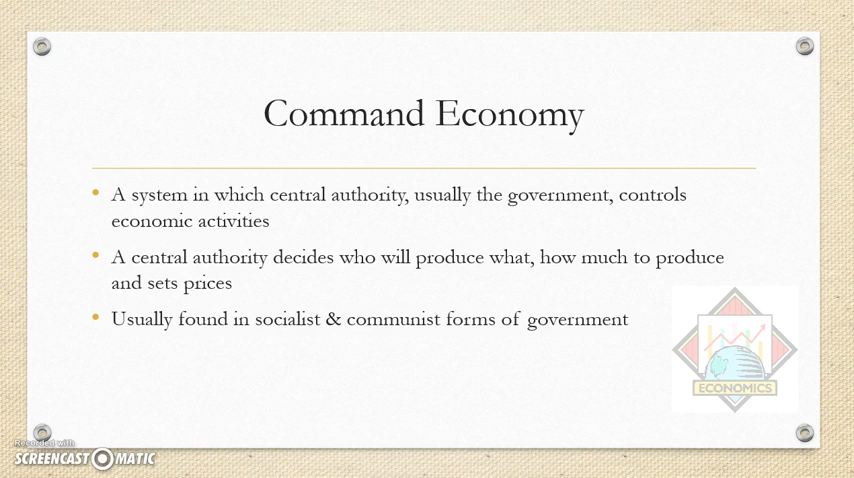 Command Economy
• A system in which central authority, usually the government, controls
economic activities
• A central authority decides who will produce what, how much to produce
and sets prices
• Usually found in socialist & communist forms of government
ECONOMICS
Recorded with
SCREENCAST MATIC